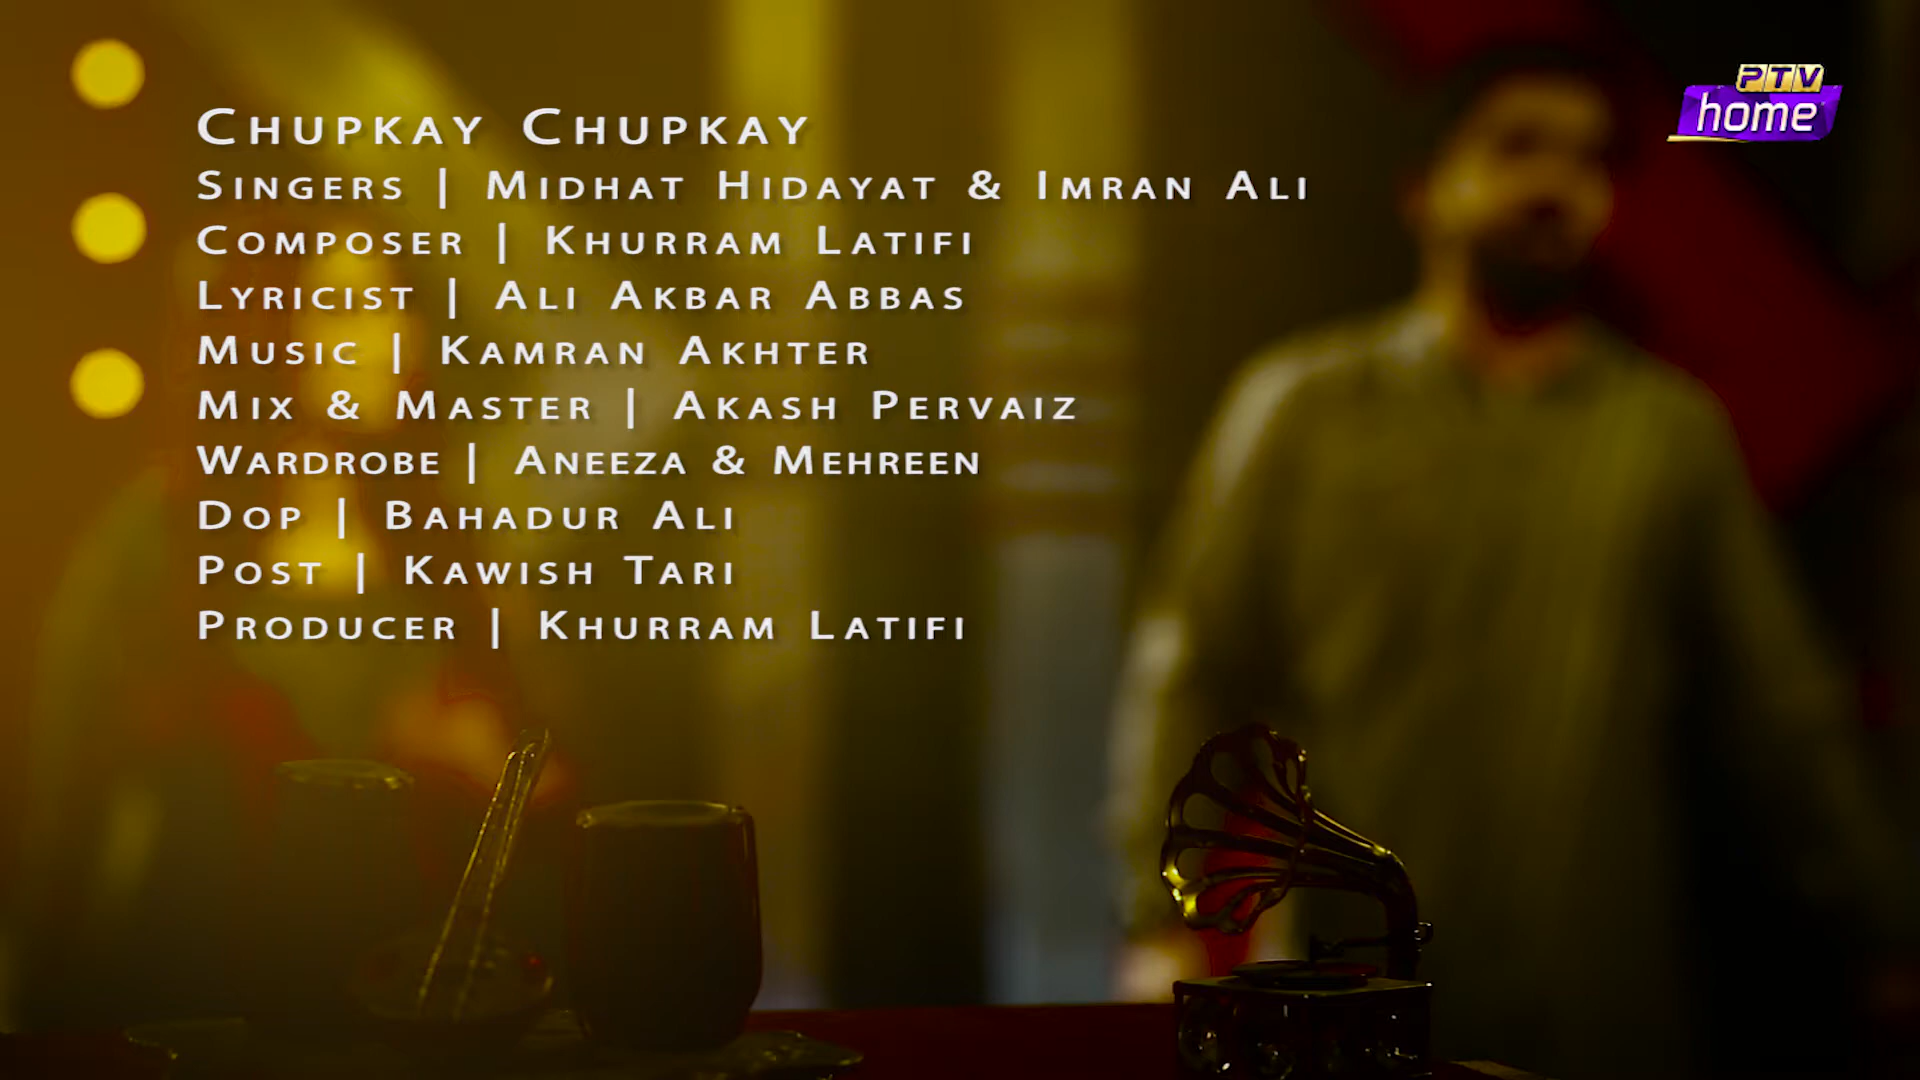 PTV
home
Chupkay Chupkay
Singers | Midhat Hidayat & Imran Ali
Composer | Khurram Latifi
Lyricist | Ali Akbar Abbas
Music | Kamran Akhter
Mix & Master | Akash Pervaiz
Wardrobe | Aneeza & Mehreen
Dop | Bahadur Ali
Post | Kawish Tari
Producer | Khurram Latifi